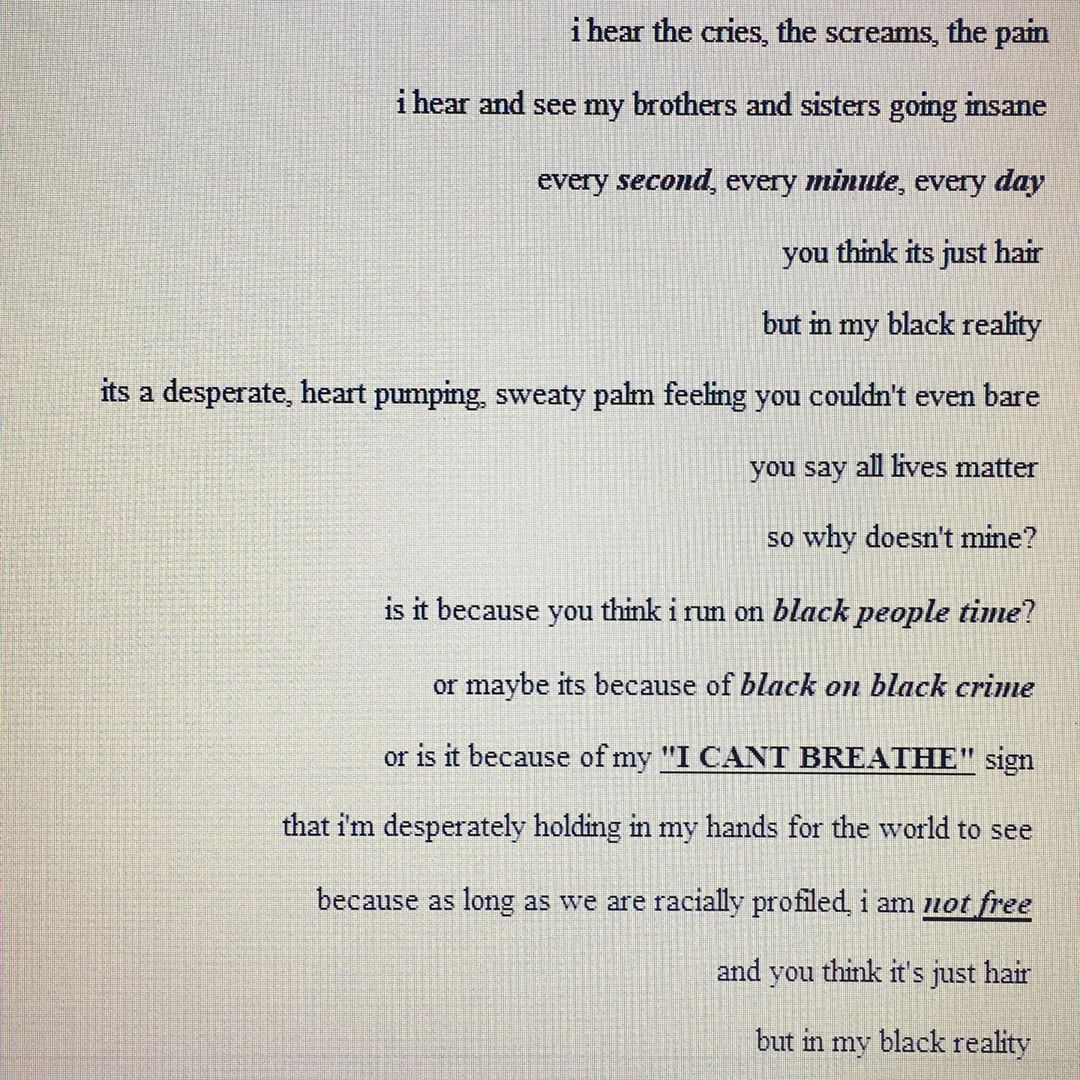 i hear the cries, the screams, the pain
i hear and see my brothers and sisters going insane
every second, every minute, every day
you think its just hair
but in my black reality
its a desperate, heart pumping, sweaty palm feeling you couldn't even bare
you say all lives matter
so why doesn't mine?
is it because you think i run on black people time?
or maybe its because of black on black crime
or is it because of my "I CANT BREATHE" sign
that i'm desperately holding in my hands for the world to see
because as long as we are racially profiled, i am not free
and you think it's just hair
but in my black reality